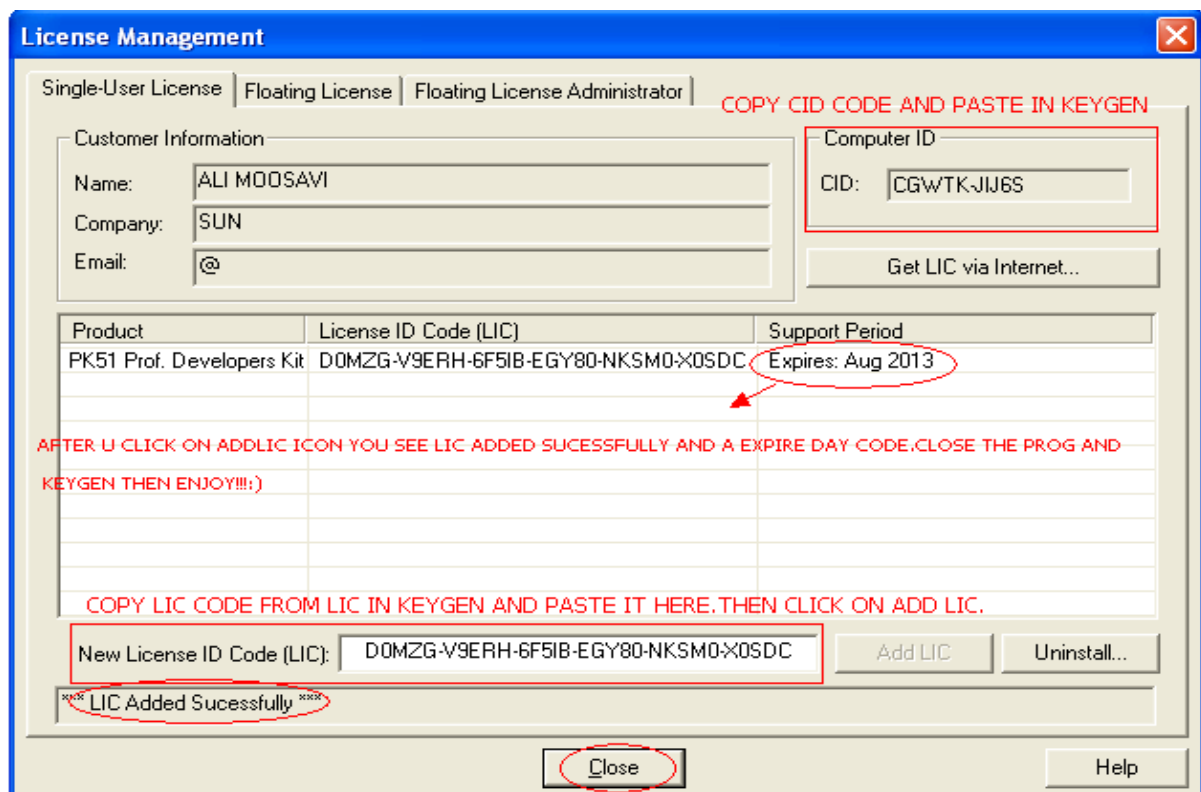 License Management
Single-User License
Floating License
Floating License Administrator
COPY CID CODE AND PASTE IN KEYGEN
Customer Information
Name: ALI MOOSAVI
Company: SUN
Email: @
Computer ID
CID: CGWTK-JIJ6S
Get LIC via Internet...
Product License ID Code (LIC) Support Period
PK51 Prof. Developers Kit D0MZG-V9ERH-6F5IB-EGY80-NKSM0-X0SDC Expires: Aug 2013
AFTER U CLICK ON ADDLIC ICON YOU SEE LIC ADDED SUCESSFULLY AND A EXPIRE DAY CODE.CLOSE THE PROG AND
KEYGEN THEN ENJOY!!!:)
COPY LIC CODE FROM LIC IN KEYGEN AND PASTE IT HERE.THEN CLICK ON ADD LIC.
New License ID Code (LIC): D0MZG-V9ERH-6F5IB-EGY80-NKSM0-X0SDC
Add LIC
Uninstall...
*** LIC Added Sucessfully ***
Close
Help